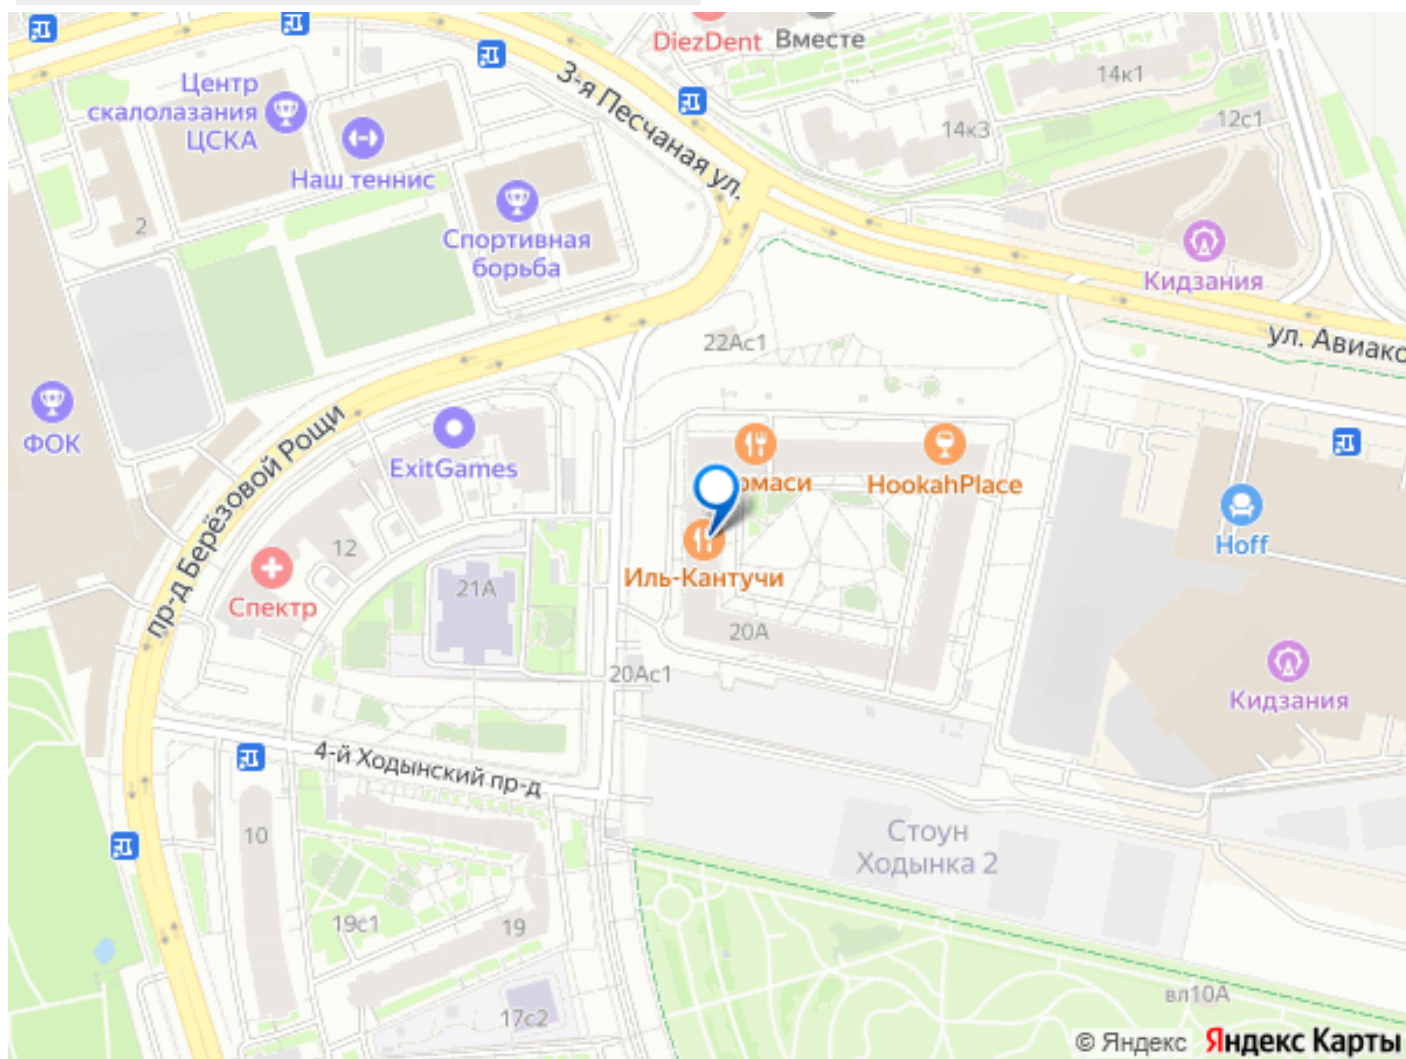 DiezDent
Вместе
14к1
Центр
скалолазания
ЦСКА
3-я Песчаная ул.
14к3
12с1
Наш теннис
2
Спортивная
борьба
Кидзания
22Ас1
ул. Авиако
ФОК
ExitGames
пр-д Берёзовой Рощи
омаси
HookahPlace
Hoff
12
21А
Иль-Кантучи
Спектр
20А
20Ас1
Кидзания
4-й Ходынский пр-д
10
Стоун
Ходынка 2
19с1
19
вл10А
17с2
© Яндекс Яндекс Карты